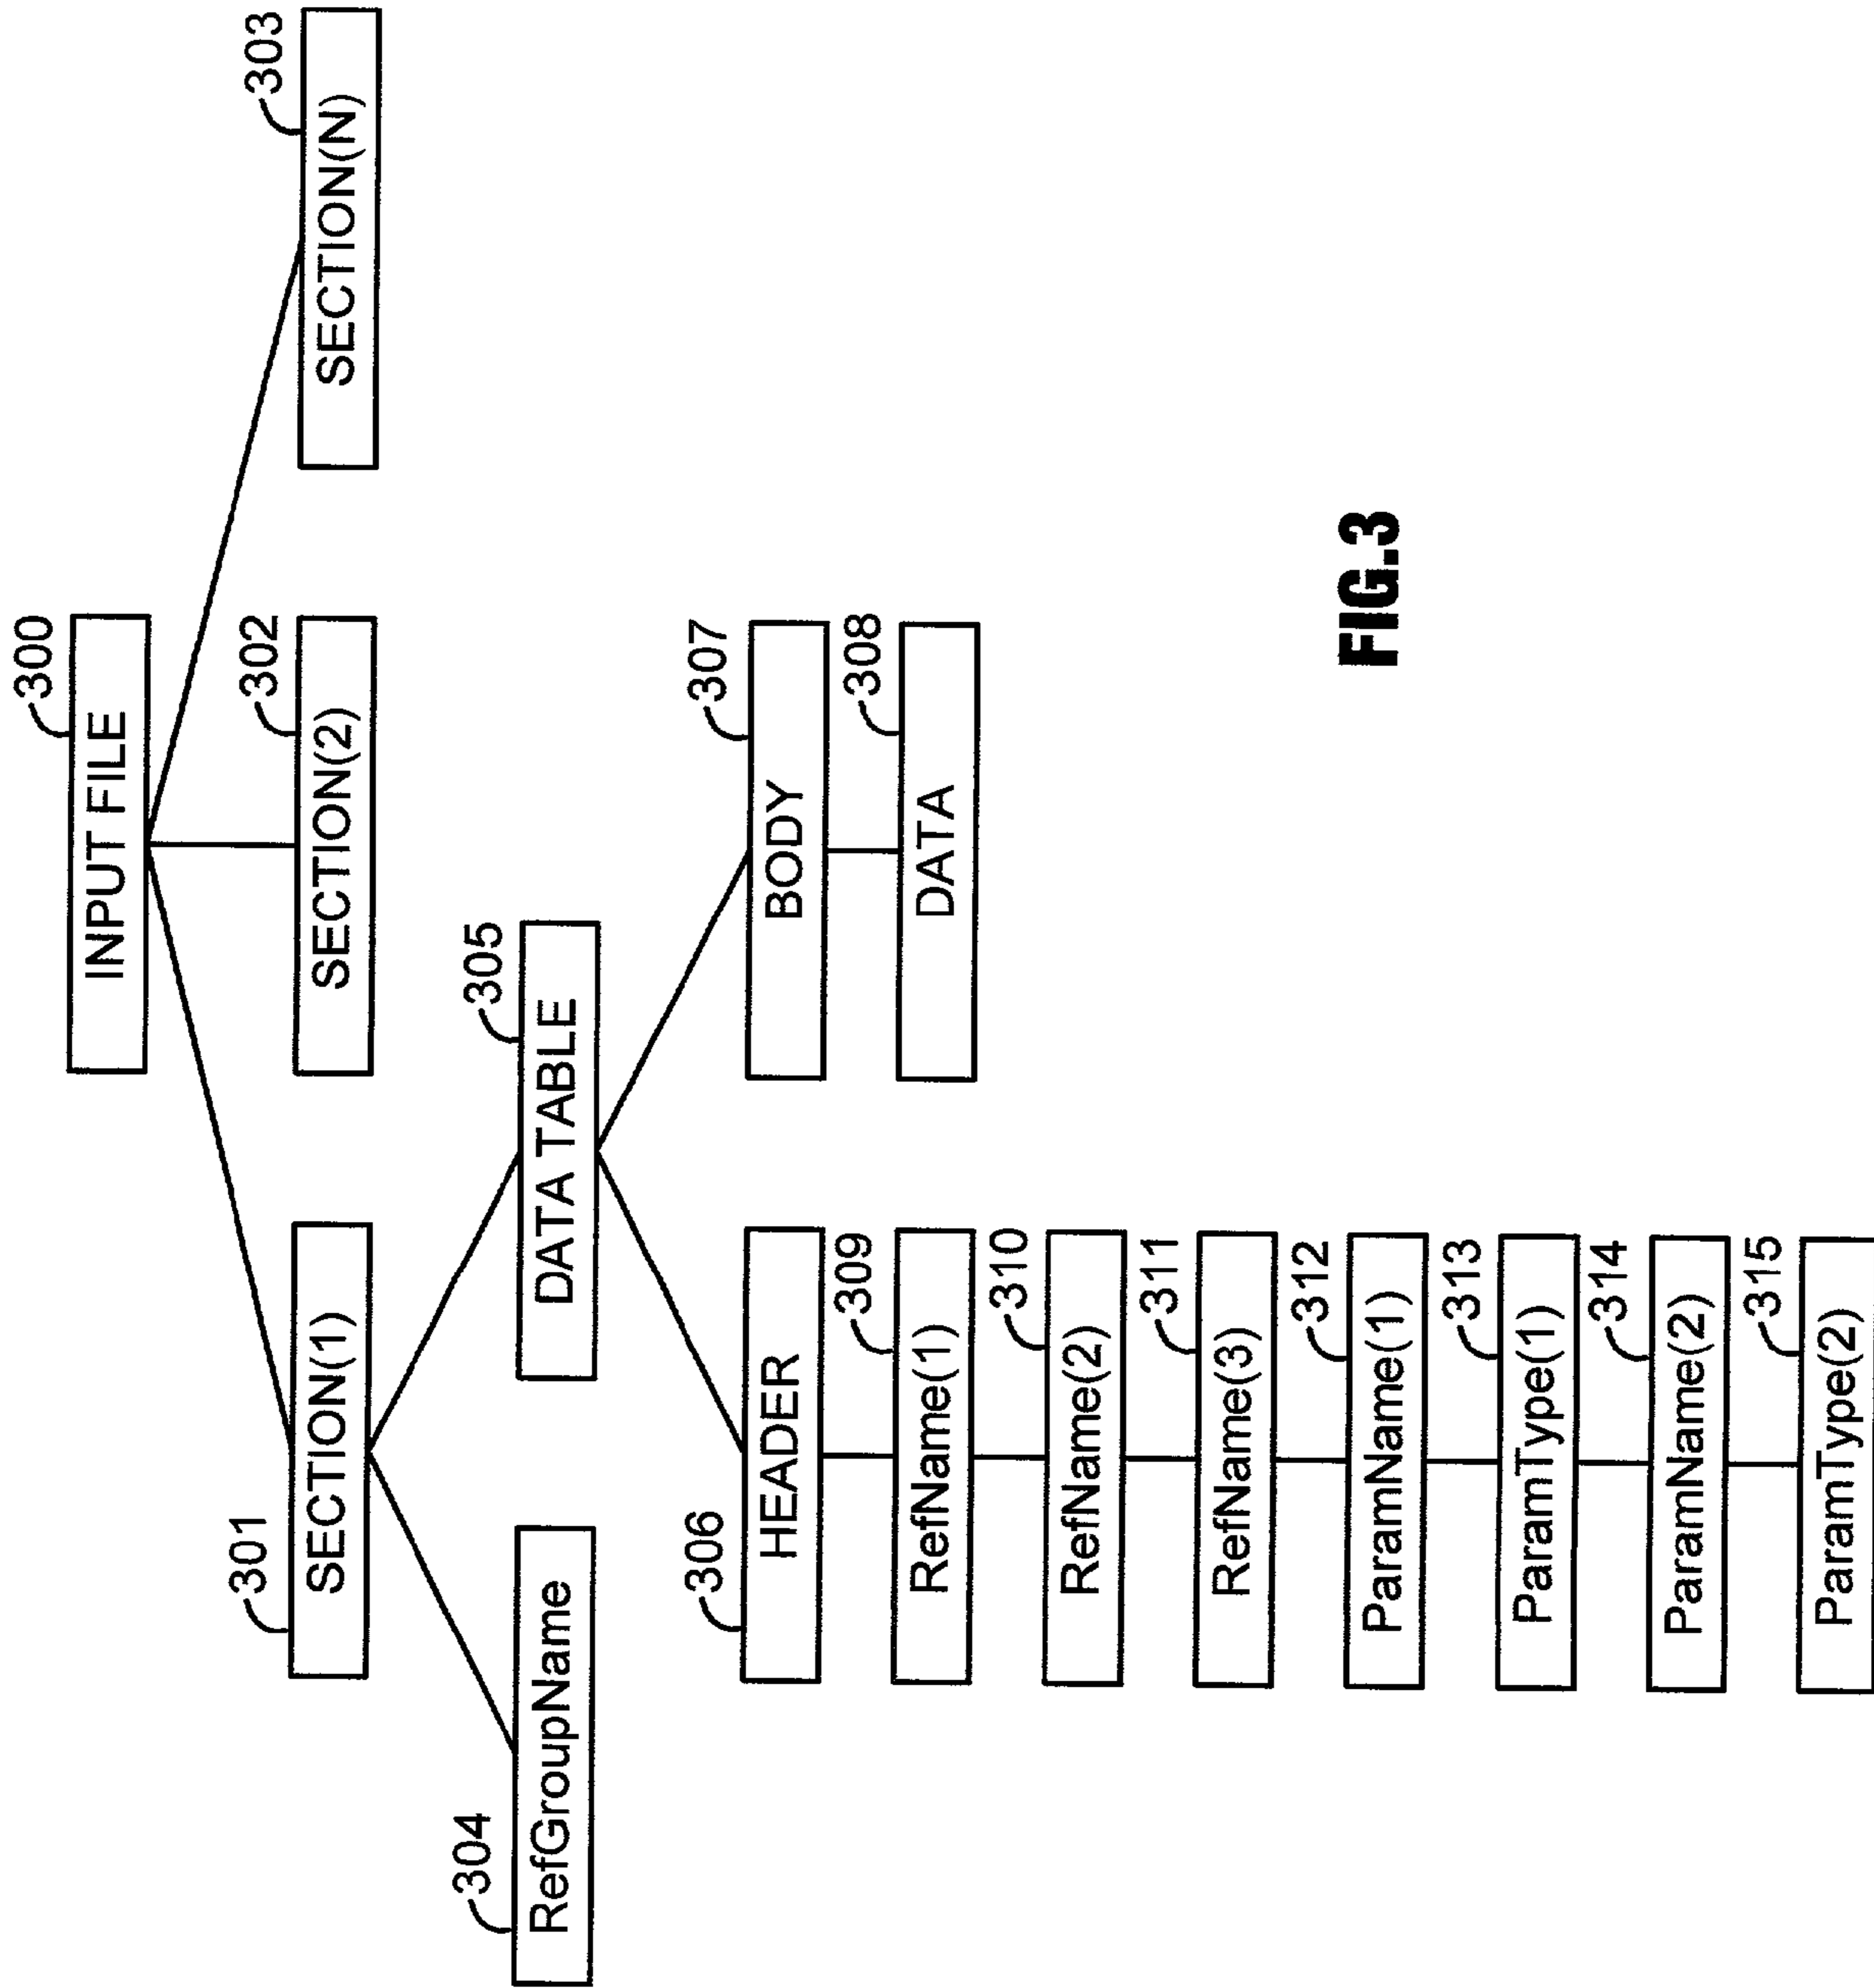 300
INPUT FILE
301
302
303
SECTION(1)
SECTION(2)
SECTION(N)
304
305
RefGroupName
DATA TABLE
306
307
HEADER
BODY
309
308
RefName(1)
DATA
310
RefName(2)
311
RefName(3)
312
ParamName(1)
313
ParamType(1)
314
ParamName(2)
315
ParamType(2)
FIG.3